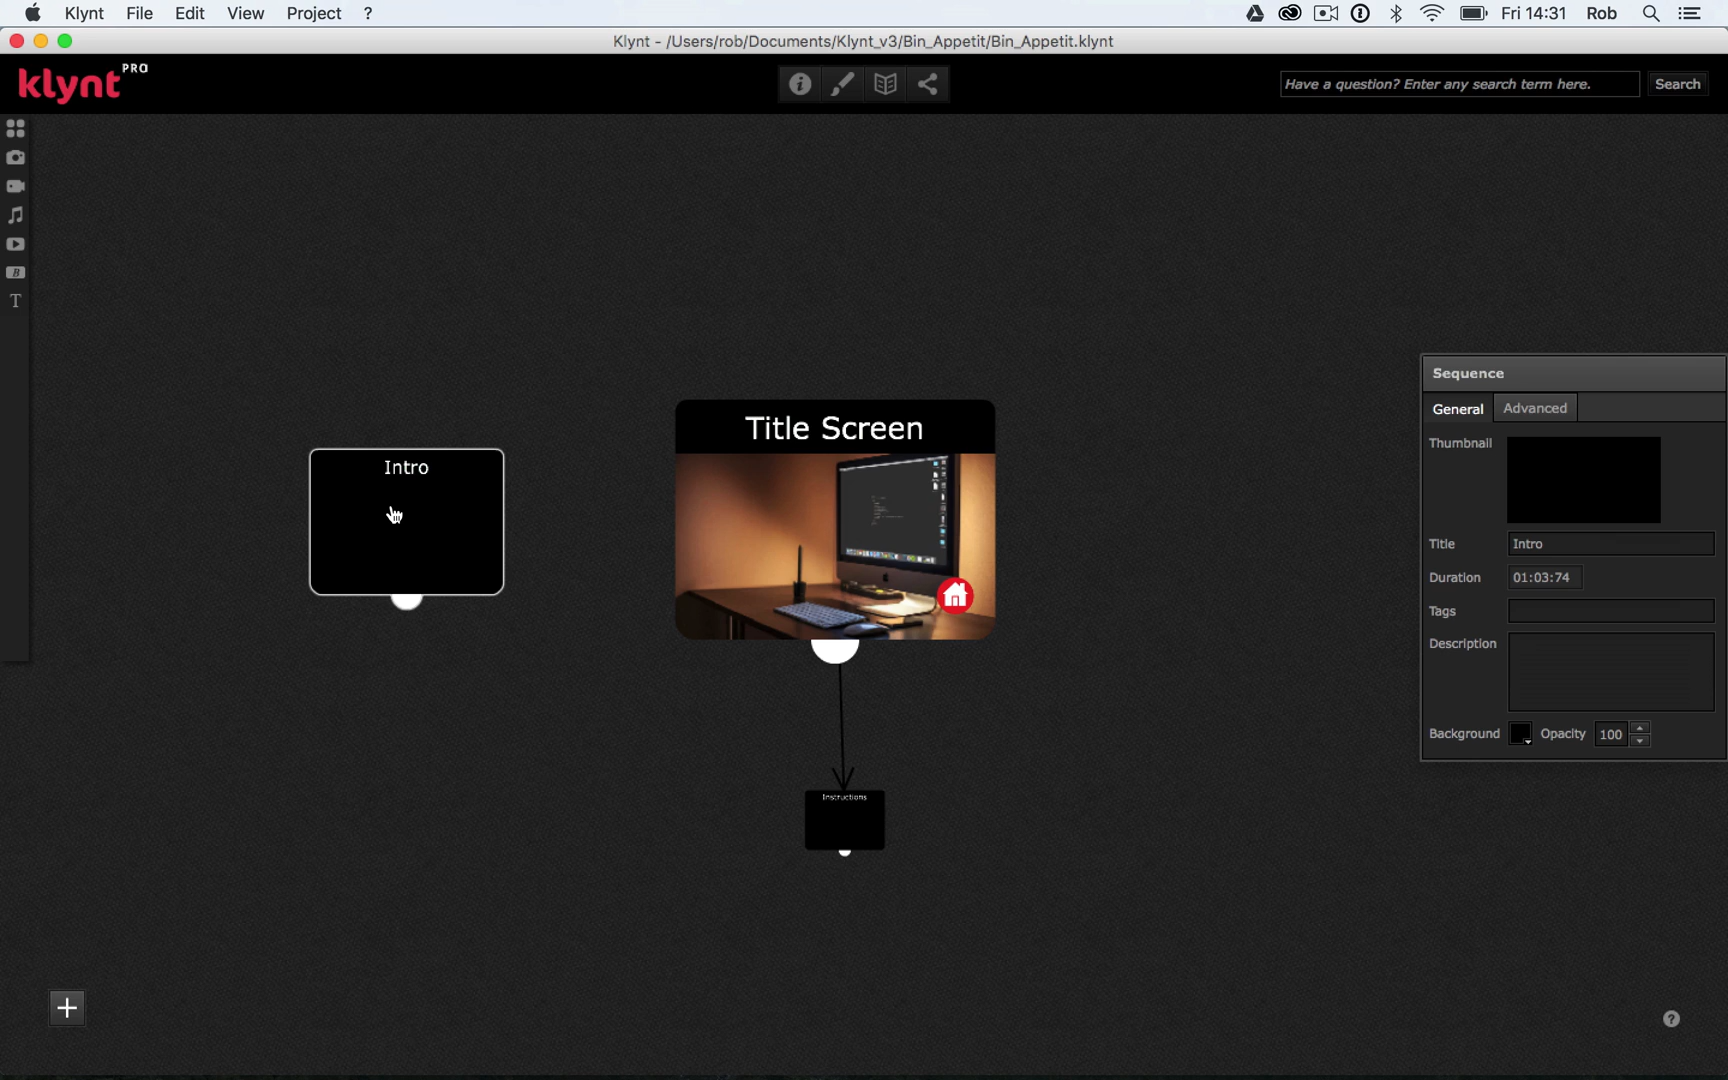 Klynt File Edit View Project ? Fri 14:31 Rob
Klynt - /Users/rob/Documents/Klynt_v3/Bin_Appetit/Bin_Appetit.klynt
klynt PRO
Have a question? Enter any search term here. Search
B
T
Sequence
General Advanced
Thumbnail
Title Screen
Intro
Title Intro
Duration 01:03:74
Tags
Description
Background Opacity 100
Instructions
+
?